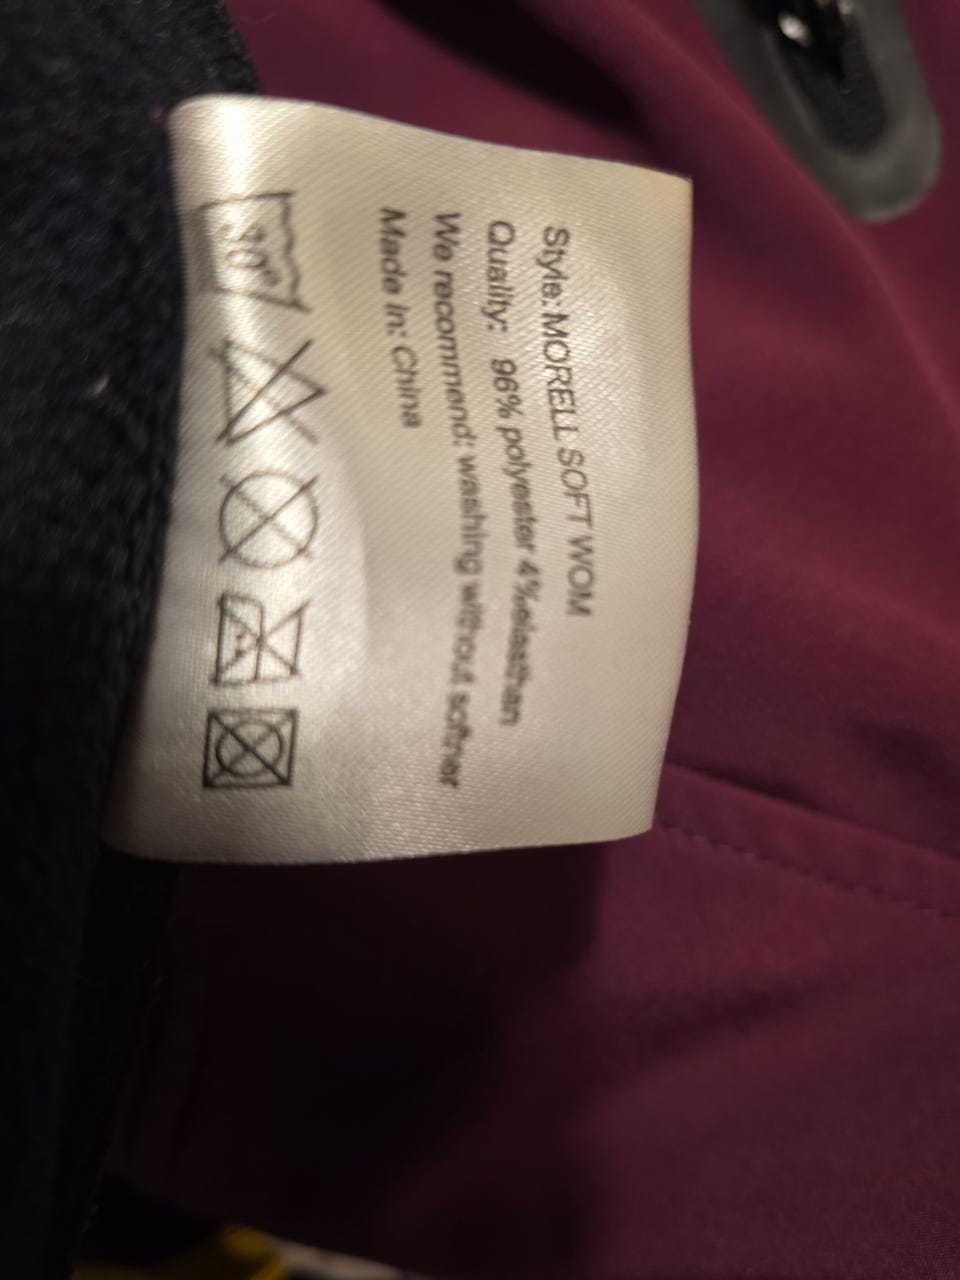 Style: MORELL SOFT WOM
Quality: 96% polyester 4%elasthan
We recommend: washing without softner
Made in: China
30°